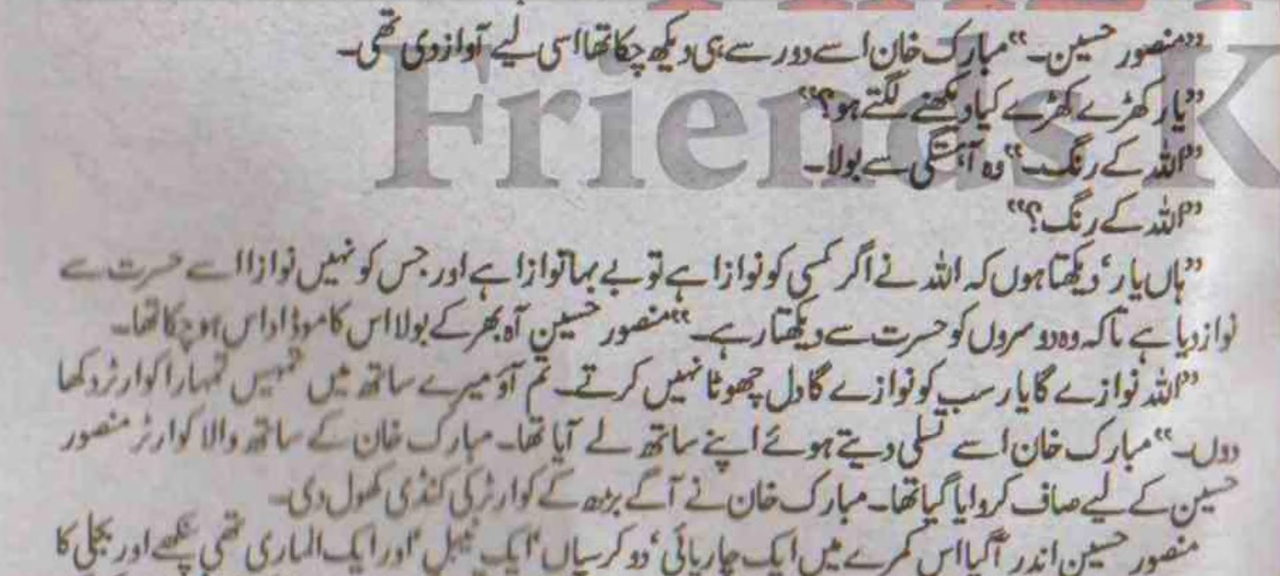 Friends K
”منصور حسین۔“ مبارک خان اسے دور سے ہی دیکھ چکا تھا اسی لیے آواز دی تھی۔
”یار کھڑے کھڑے کیا دیکھنے لگتے ہو؟“
”اللہ کے رنگ۔“ وہ آہستگی سے بولا۔
”اللہ کے رنگ؟“
”ہاں یار‘ دیکھتا ہوں کہ اللہ نے اگر کسی کو نوازا ہے تو بے بہا نوازا ہے اور جس کو نہیں نوازا اسے حسرت سے
نواز دیا ہے تاکہ وہ دوسروں کو حسرت سے دیکھتا رہے۔“ منصور حسین آہ بھر کے بولا اس کا موڈ اداس ہو چکا تھا۔
”اللہ نوازے گا یار سب کو نوازے گا دل چھوٹا نہیں کرتے۔ تم آؤ میرے ساتھ میں تمہیں تمہارا کوارٹر دکھا
دوں۔“ مبارک خان اسے تسلی دیتے ہوئے اپنے ساتھ لے آیا تھا۔ مبارک خان کے ساتھ والا کوارٹر منصور
حسین کے لیے صاف کروایا گیا تھا۔ مبارک خان نے آگے بڑھ کے کوارٹر کی کنڈی کھول دی۔
منصور حسین اندر آگیا اس کمرے میں ایک چارپائی‘ دو کرسیاں‘ ایک ٹیبل‘ اور ایک الماری تھی پنکھے اور بجلی کا